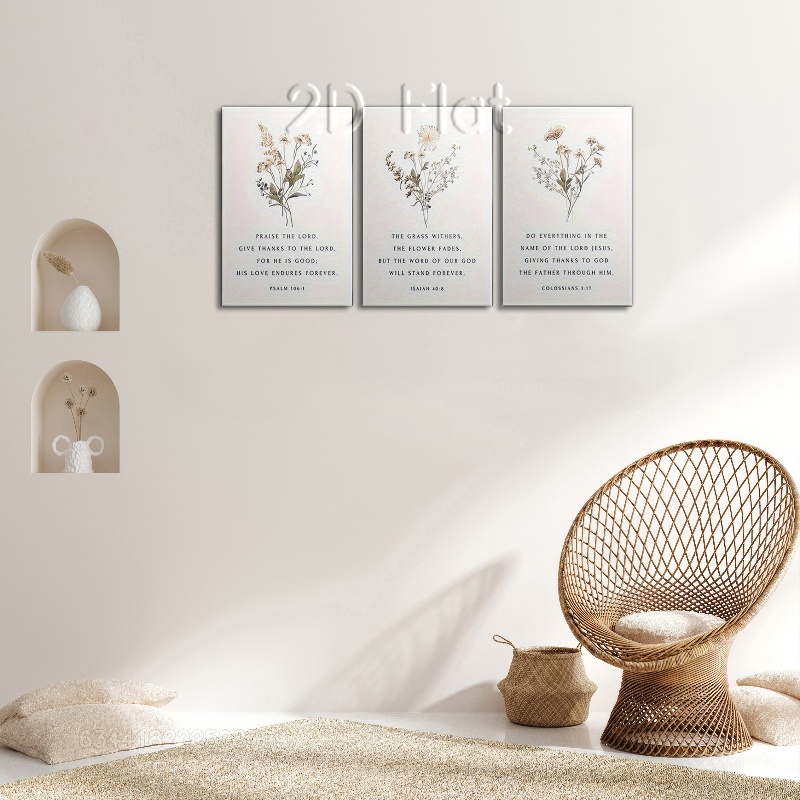 2D Flat
PRAISE THE LORD.
GIVE THANKS TO THE LORD,
FOR HE IS GOOD;
HIS LOVE ENDURES FOREVER.
PSALM 106:1
THE GRASS WITHERS,
THE FLOWER FADES,
BUT THE WORD OF OUR GOD
WILL STAND FOREVER.
ISAIAH 40:8
DO EVERYTHING IN THE
NAME OF THE LORD JESUS,
GIVING THANKS TO GOD
THE FATHER THROUGH HIM.
COLOSSIANS 3:17